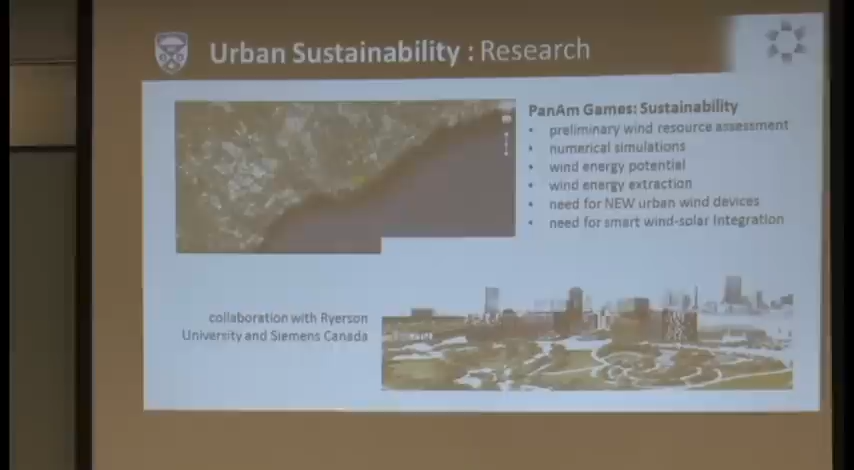 Urban Sustainability : Research
PanAm Games: Sustainability
• preliminary wind resource assessment
• numerical simulations
• wind energy potential
• wind energy extraction
• need for NEW urban wind devices
• need for smart wind-solar Integration
collaboration with Ryerson
University and Siemens Canada